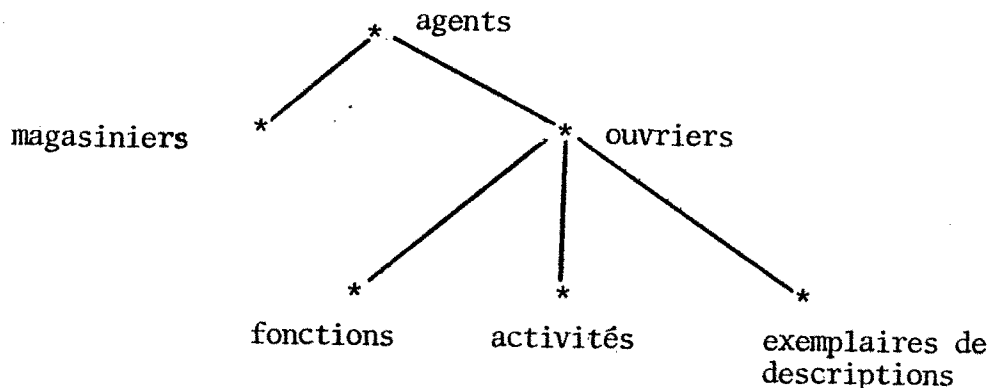 * agents
magasiniers * * ouvriers
* * *
fonctions activités exemplaires de
descriptions